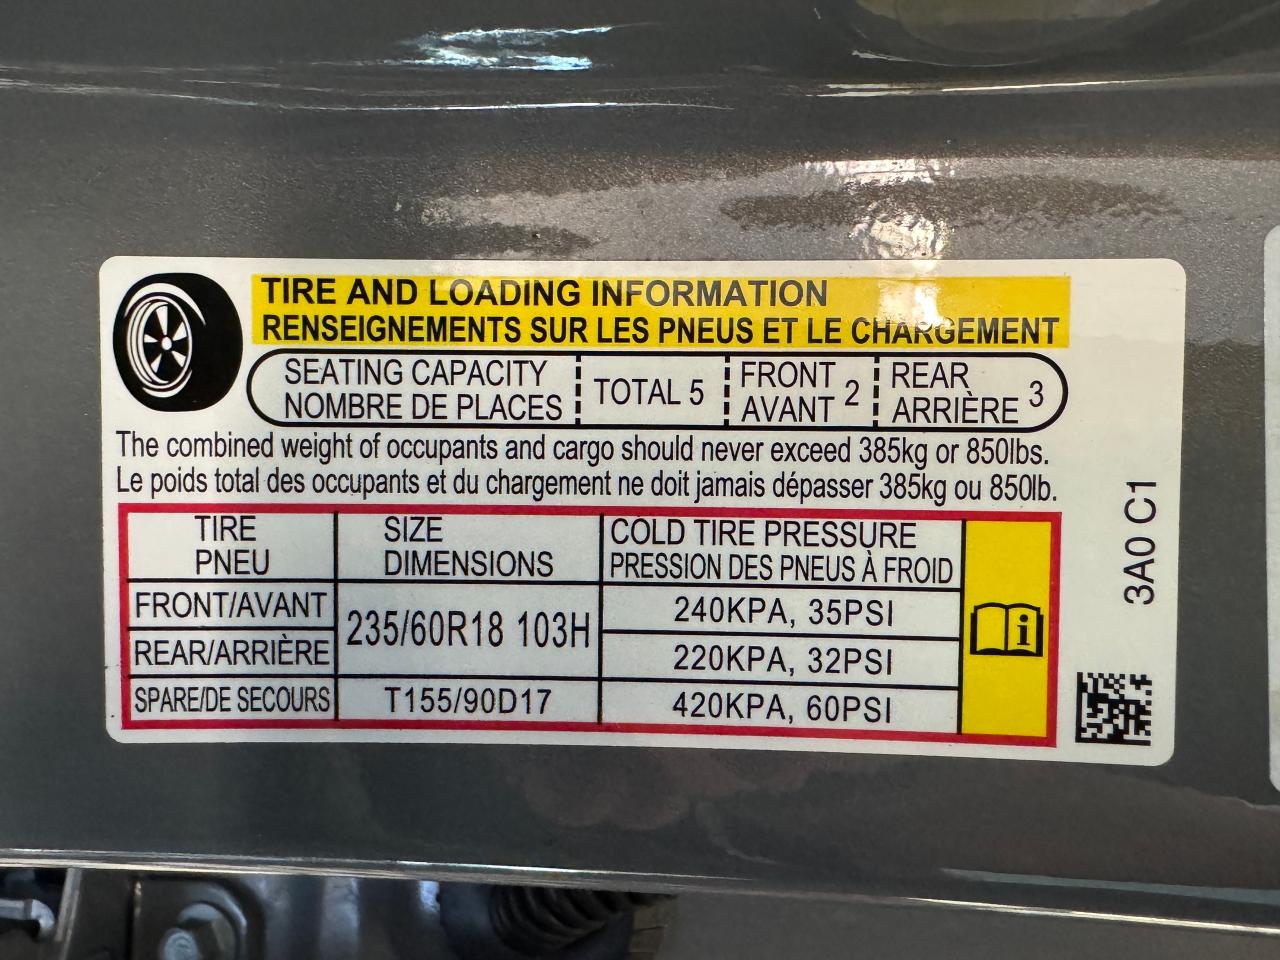 TIRE AND LOADING INFORMATION
RENSEIGNEMENTS SUR LES PNEUS ET LE CHARGEMENT
SEATING CAPACITY
NOMBRE DE PLACES
TOTAL 5
FRONT
AVANT 2
REAR
ARRIÈRE 3
The combined weight of occupants and cargo should never exceed 385kg or 850lbs.
Le poids total des occupants et du chargement ne doit jamais dépasser 385kg ou 850lb.
TIRE
PNEU
SIZE
DIMENSIONS
COLD TIRE PRESSURE
PRESSION DES PNEUS À FROID
FRONT/AVANT
235/60R18 103H
240KPA, 35PSI
REAR/ARRIÈRE
220KPA, 32PSI
SPARE/DE SECOURS
T155/90D17
420KPA, 60PSI
3A0 C1